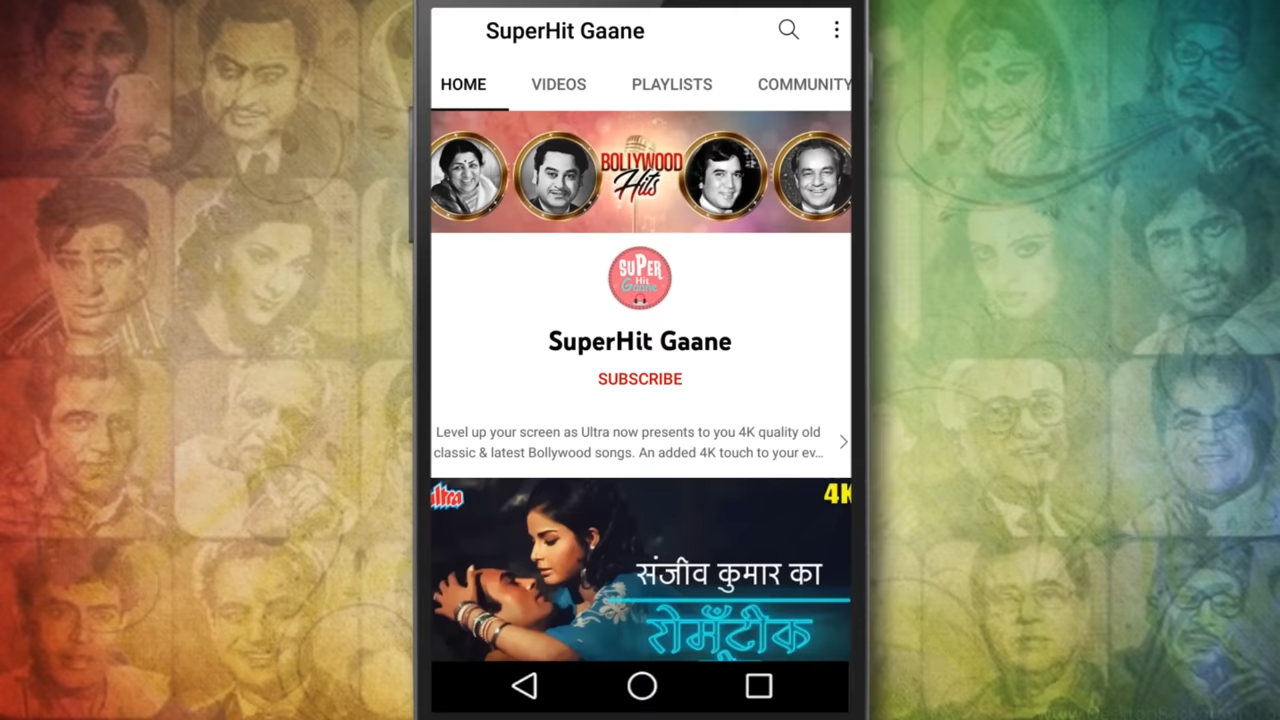 SuperHit Gaane
HOME VIDEOS PLAYLISTS COMMUNITY
BOLLYWOOD
Hits
SUPER
Hit
Gaane
SuperHit Gaane
SUBSCRIBE
Level up your screen as Ultra now presents to you 4K quality old
classic & latest Bollywood songs. An added 4K touch to your ev...
ultra
4K
संजीव कुमार का
रोमँटीक